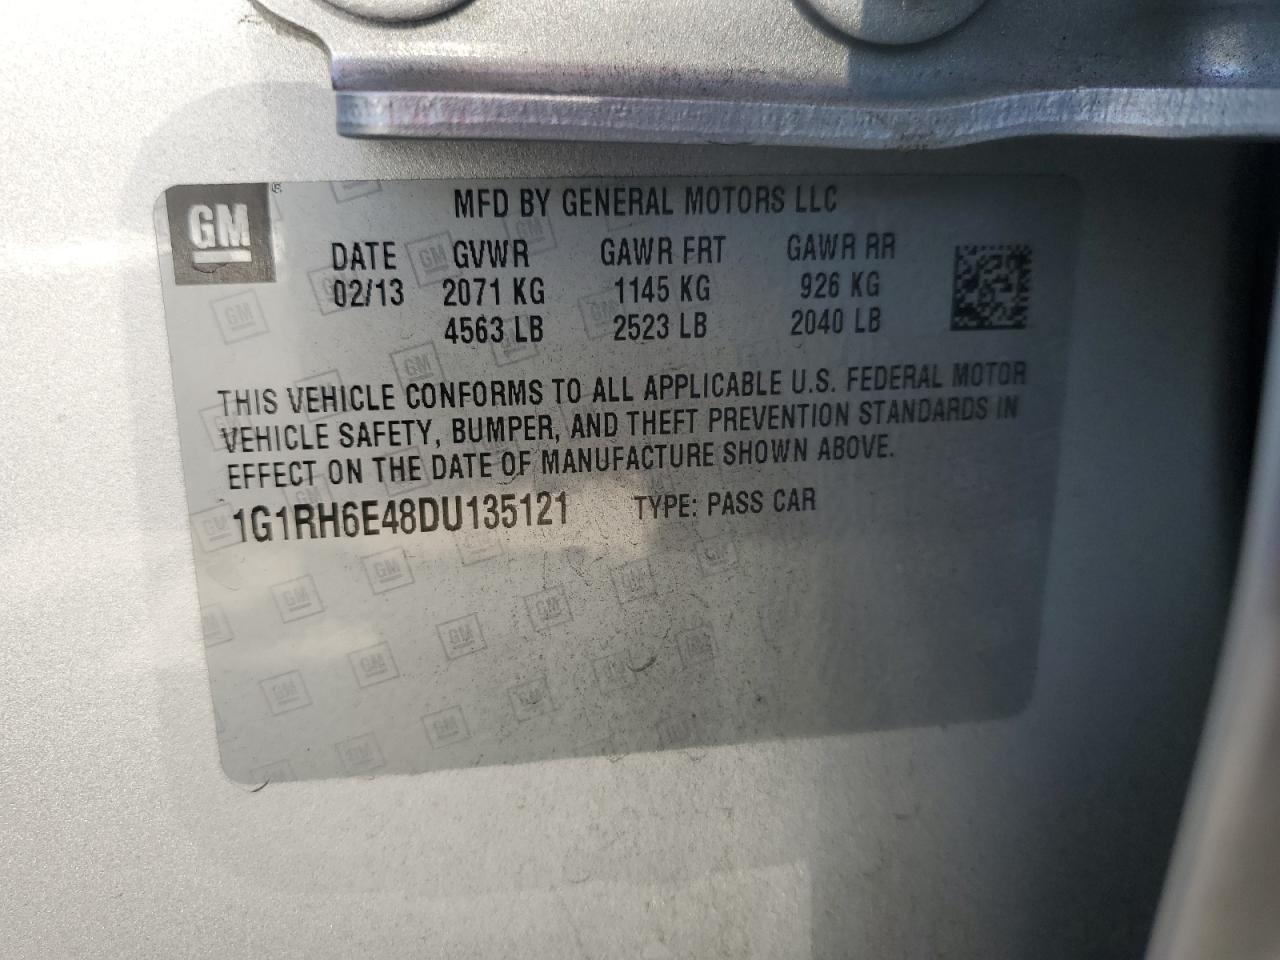 GM
MFD BY GENERAL MOTORS LLC
DATE GVWR GAWR FRT GAWR RR
02/13 2071 KG 1145 KG 926 KG
4563 LB 2523 LB 2040 LB
THIS VEHICLE CONFORMS TO ALL APPLICABLE U.S. FEDERAL MOTOR
VEHICLE SAFETY, BUMPER, AND THEFT PREVENTION STANDARDS IN
EFFECT ON THE DATE OF MANUFACTURE SHOWN ABOVE.
1G1RH6E48DU135121 TYPE: PASS CAR